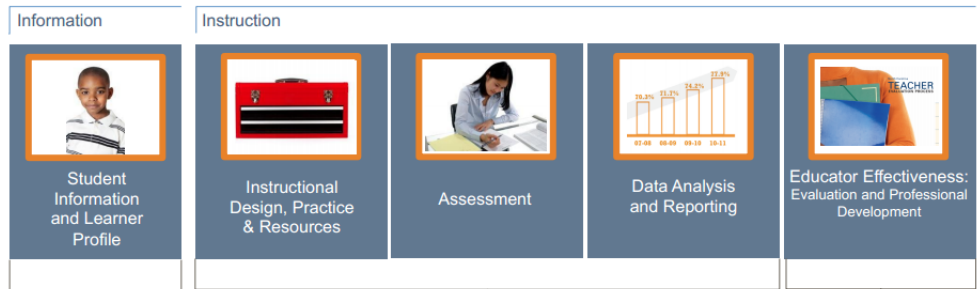 Information
Instruction
70.3%
71.7%
74.2%
77.9%
07-08 08-09 09-10 10-11
TEACHER
EVALUATION PROCESS
Student
Information
and Learner
Profile
Instructional
Design, Practice
& Resources
Assessment
Data Analysis
and Reporting
Educator Effectiveness:
Evaluation and Professional
Development